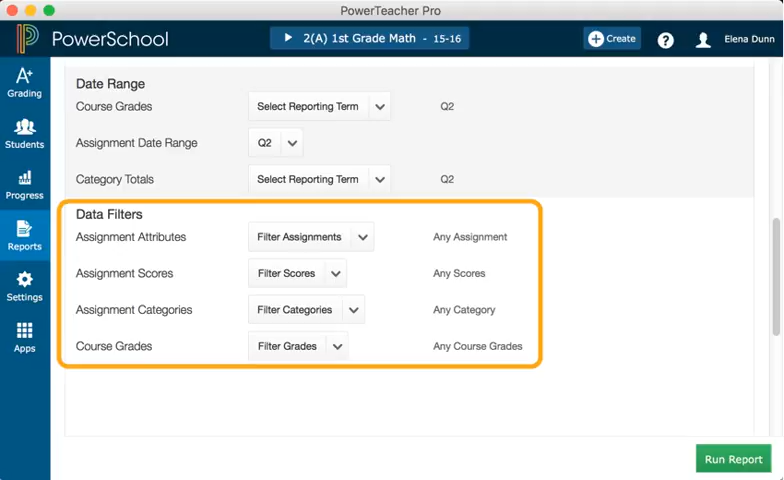 PowerTeacher Pro
PowerSchool
2(A) 1st Grade Math - 15-16
Create
?
Elena Dunn
A+
Grading
Students
Progress
Reports
Settings
Apps
Date Range
Course Grades Select Reporting Term Q2
Assignment Date Range Q2
Category Totals Select Reporting Term Q2
Data Filters
Assignment Attributes Filter Assignments Any Assignment
Assignment Scores Filter Scores Any Scores
Assignment Categories Filter Categories Any Category
Course Grades Filter Grades Any Course Grades
Run Report